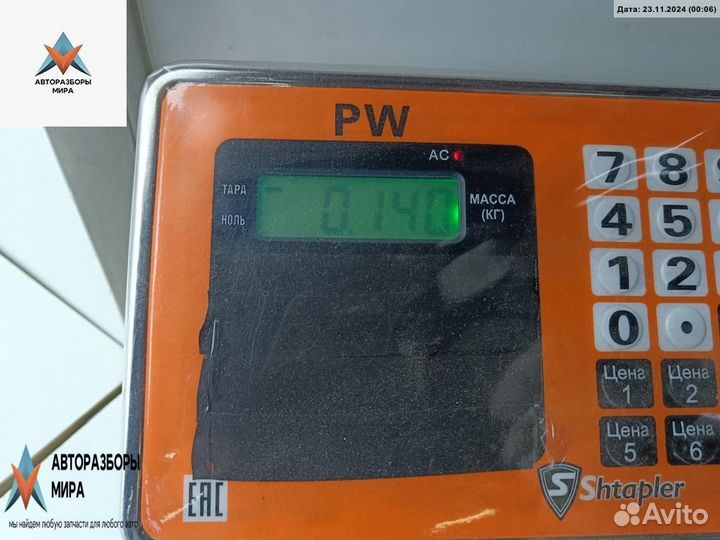 Дата: 23.11.2024 (00:06)
АВТОРАЗБОРЫ
МИРА
PW
AC
ТАРА
НОЛЬ
0.140
МАССА
(КГ)
7 8
4 5
1 2
0 .
Цена
1
Цена
2
Цена
5
Цена
6
АВТОРАЗБОРЫ
МИРА
мы найдем любую запчасти для любого авто
EAC
S Shtapler
Avito